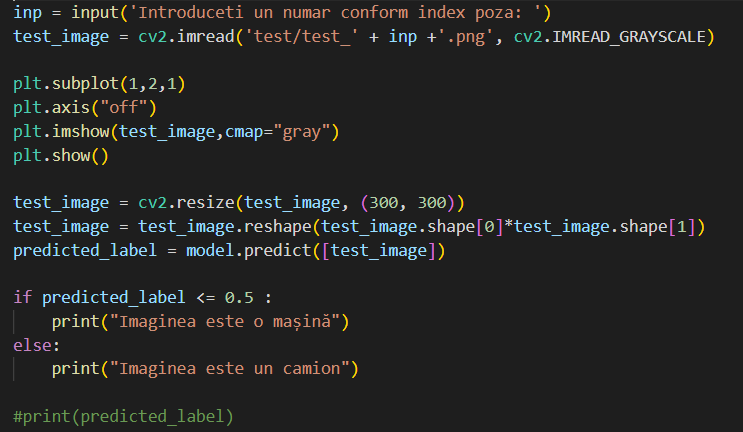 inp = input('Introduceti un numar conform index poza: ')
test_image = cv2.imread('test/test_' + inp +'.png', cv2.IMREAD_GRAYSCALE)

plt.subplot(1,2,1)
plt.axis("off")
plt.imshow(test_image,cmap="gray")
plt.show()

test_image = cv2.resize(test_image, (300, 300))
test_image = test_image.reshape(test_image.shape[0]*test_image.shape[1])
predicted_label = model.predict([test_image])

if predicted_label <= 0.5 :
    print("Imaginea este o mașină")
else:
    print("Imaginea este un camion")

#print(predicted_label)